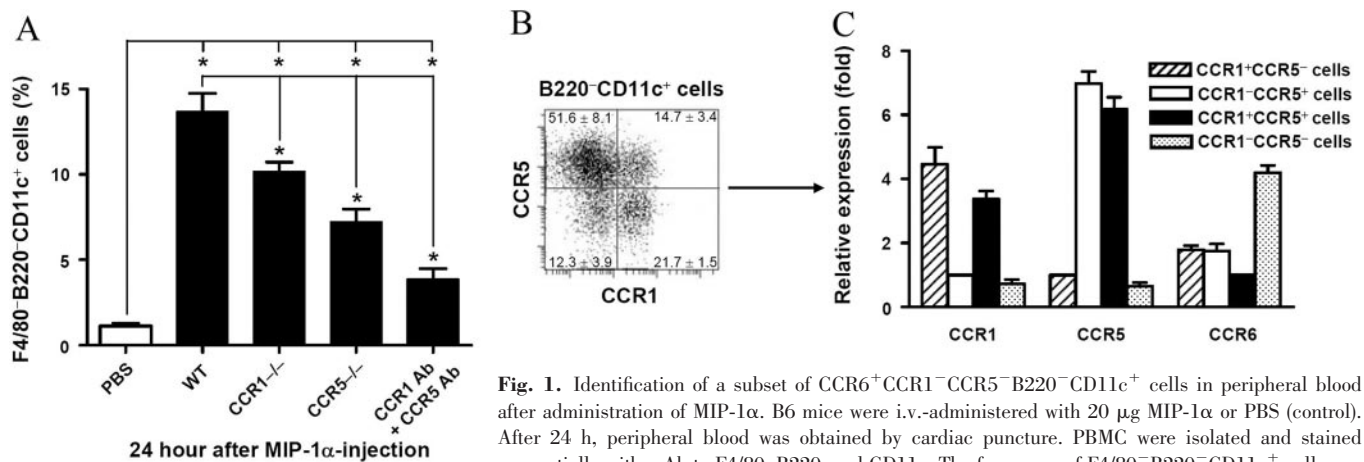 A
F4/80⁻B220⁻CD11c⁺ cells (%)
15
10
5
0
* * * *
*
*
*
PBS
WT
CCR1–/–
CCR5–/–
CCR1 Ab
+ CCR5 Ab
24 hour after MIP-1α-injection
B
B220⁻CD11c⁺ cells
51.6 ± 8.1 14.7 ± 3.4
12.3 ± 3.9 21.7 ± 1.5
CCR5
CCR1
C
Relative expression (fold)
8
6
4
2
0
CCR1⁺CCR5⁻ cells
CCR1⁻CCR5⁺ cells
CCR1⁺CCR5⁺ cells
CCR1⁻CCR5⁻ cells
CCR1 CCR5 CCR6
Fig. 1. Identification of a subset of CCR6⁺CCR1⁻CCR5⁻B220⁻CD11c⁺ cells in peripheral blood
after administration of MIP-1α. B6 mice were i.v.-administered with 20 μg MIP-1α or PBS (control).
After 24 h, peripheral blood was obtained by cardiac puncture. PBMC were isolated and stained